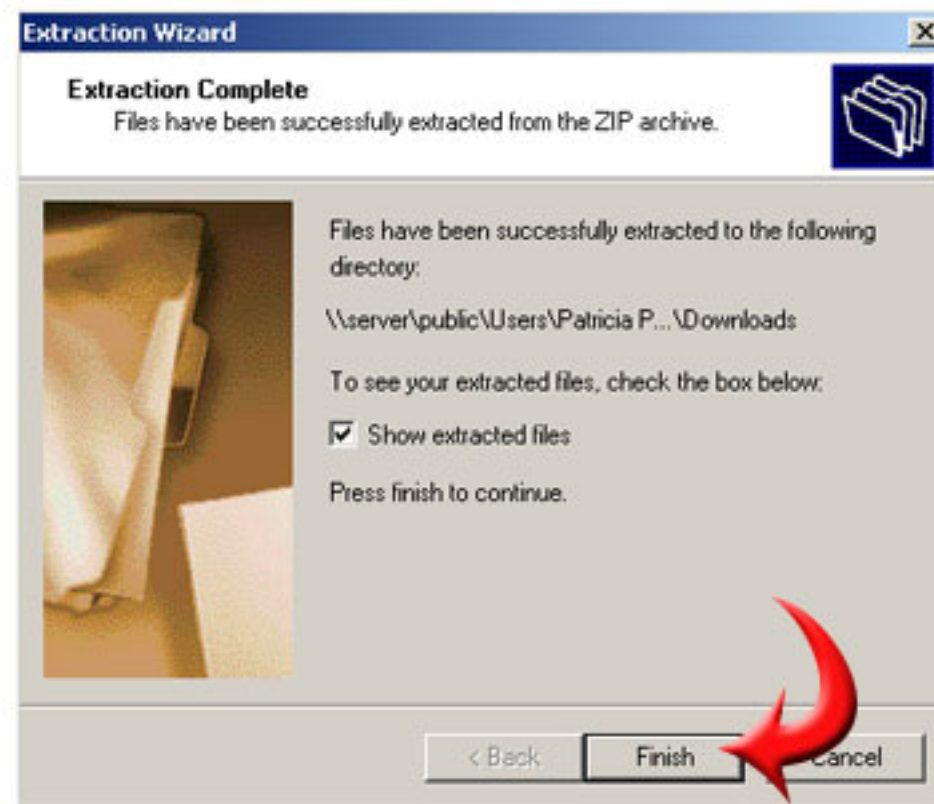 Extraction Wizard
Extraction Complete
Files have been successfully extracted from the ZIP archive.
Files have been successfully extracted to the following
directory:
\\server\public\Users\Patricia P...\Downloads
To see your extracted files, check the box below:
Show extracted files
Press finish to continue.
< Back Finish Cancel